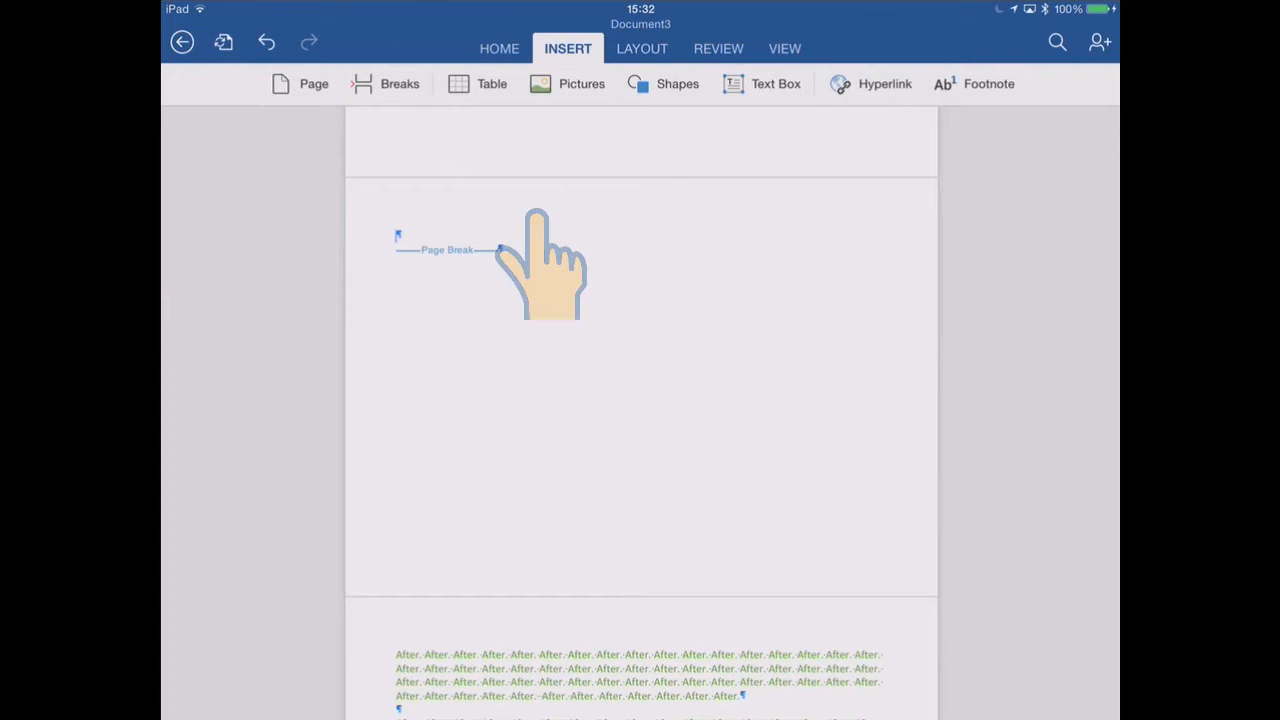 iPad 15:32 100%
Document3
HOME INSERT LAYOUT REVIEW VIEW
Page Breaks Table Pictures Shapes Text Box Hyperlink Ab1 Footnote
¶
Page Break ¶
After. After. After. After. After. After. After. After. After. After. After. After. After. After. After. After. After.
After. After. After. After. After. After. After. After. After. After. After. After. After. After. After. After. After.
After. After. After. After. After. After. After. After. After. After. After. After. After. After. After. After. After.
After. After. After. After. After. After. After. After. After. After. After. After.¶
¶